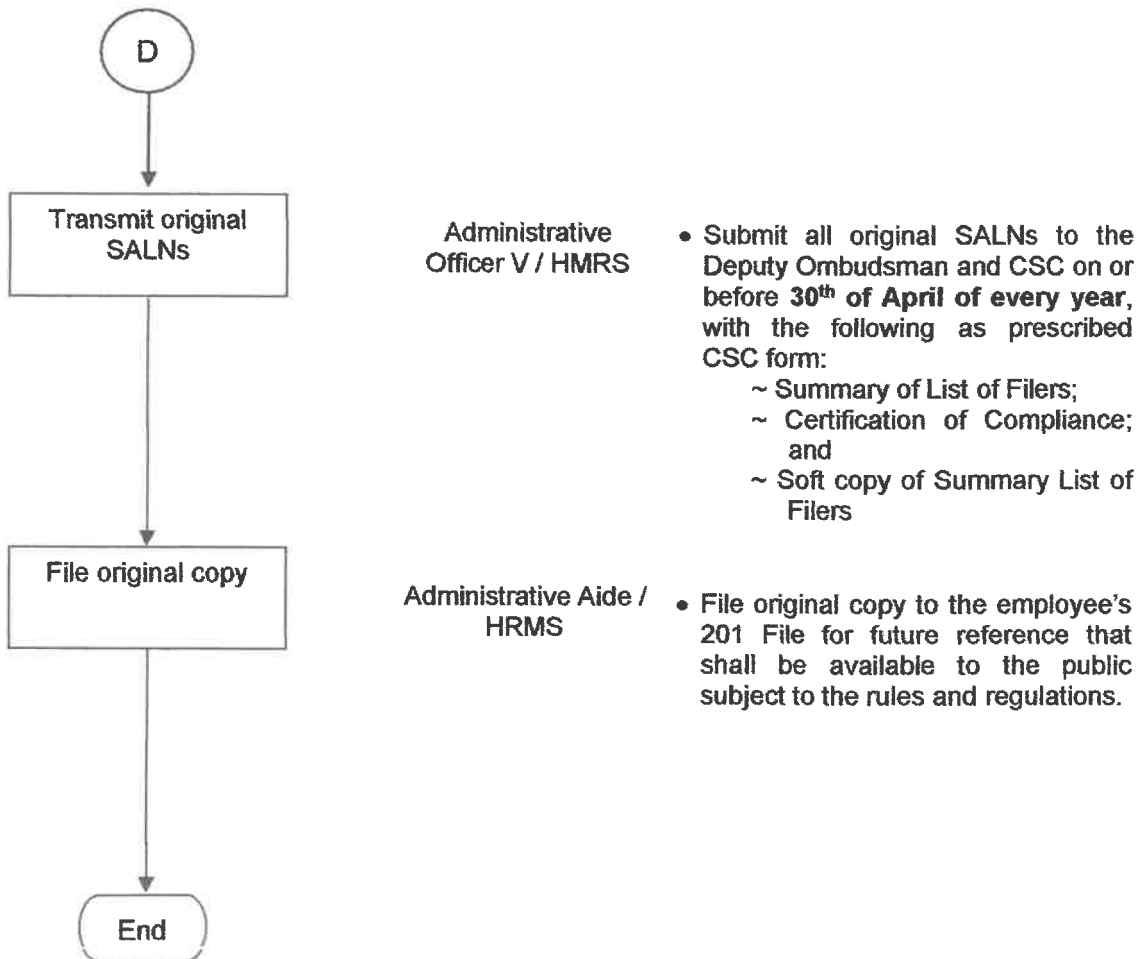 D
Transmit original
SALNs
Administrative
Officer V / HMRS
• Submit all original SALNs to the
Deputy Ombudsman and CSC on or
before 30th of April of every year,
with the following as prescribed
CSC form:
~ Summary of List of Filers;
~ Certification of Compliance;
and
~ Soft copy of Summary List of
Filers
File original copy
Administrative Aide /
HRMS
• File original copy to the employee's
201 File for future reference that
shall be available to the public
subject to the rules and regulations.
End